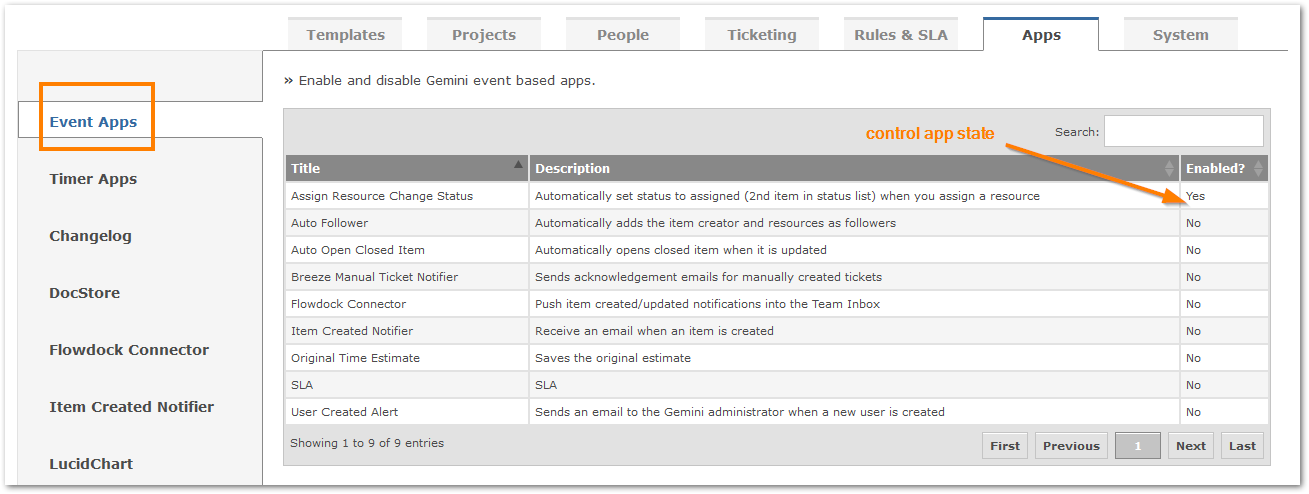 Templates Projects People Ticketing Rules & SLA Apps System
» Enable and disable Gemini event based apps.
Event Apps
Timer Apps
Changelog
DocStore
Flowdock Connector
Item Created Notifier
LucidChart
control app state Search:
Title Description Enabled?
Assign Resource Change Status Automatically set status to assigned (2nd item in status list) when you assign a resource Yes
Auto Follower Automatically adds the item creator and resources as followers No
Auto Open Closed Item Automatically opens closed item when it is updated No
Breeze Manual Ticket Notifier Sends acknowledgement emails for manually created tickets No
Flowdock Connector Push item created/updated notifications into the Team Inbox No
Item Created Notifier Receive an email when an item is created No
Original Time Estimate Saves the original estimate No
SLA SLA No
User Created Alert Sends an email to the Gemini administrator when a new user is created No
Showing 1 to 9 of 9 entries First Previous 1 Next Last